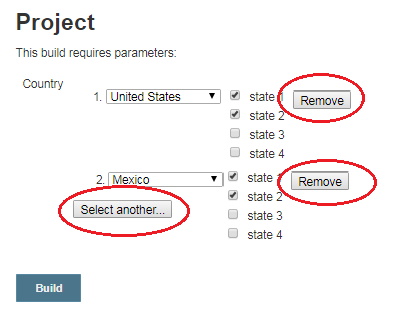 Project
This build requires parameters:
Country
1. United States
state 1
Remove
state 2
state 3
state 4
2. Mexico
state 1
Remove
state 2
Select another...
state 3
state 4
Build